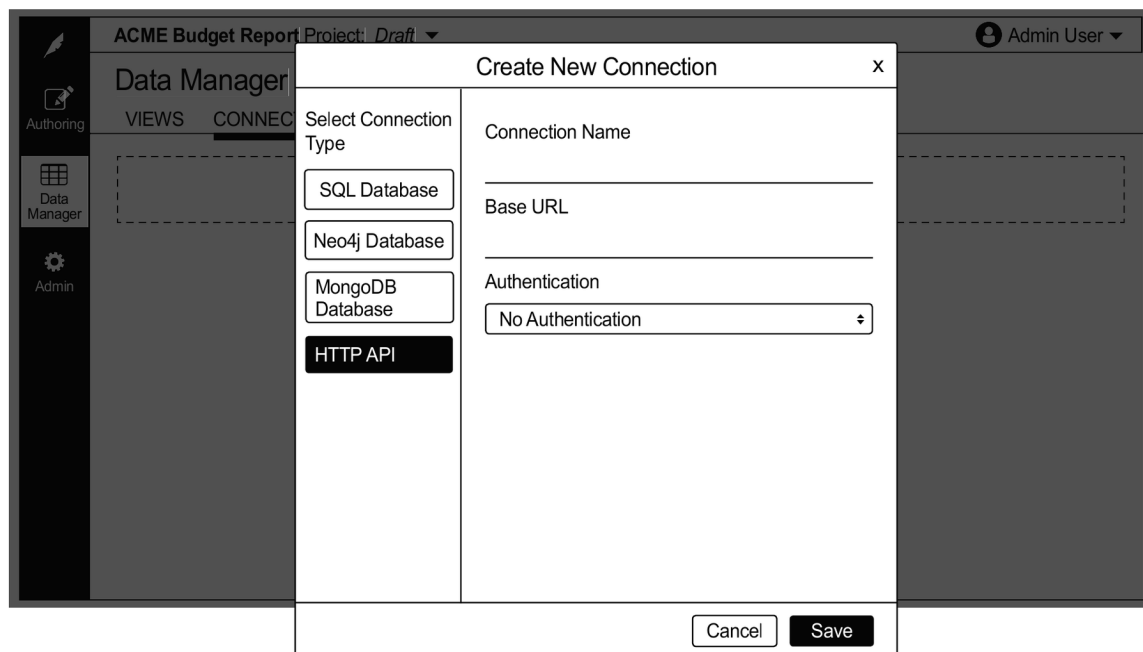 ACME Budget Report Project: Draft
Admin User
Create New Connection
X
Data Manager
Authoring
VIEWS
Select Connection
Type
Connection Name
SQL Database
Data
Manager
Base URL
Neo4j Database
Admin
MongoDB
Database
Authentication
No Authentication
HTTP API
Cancel
Save